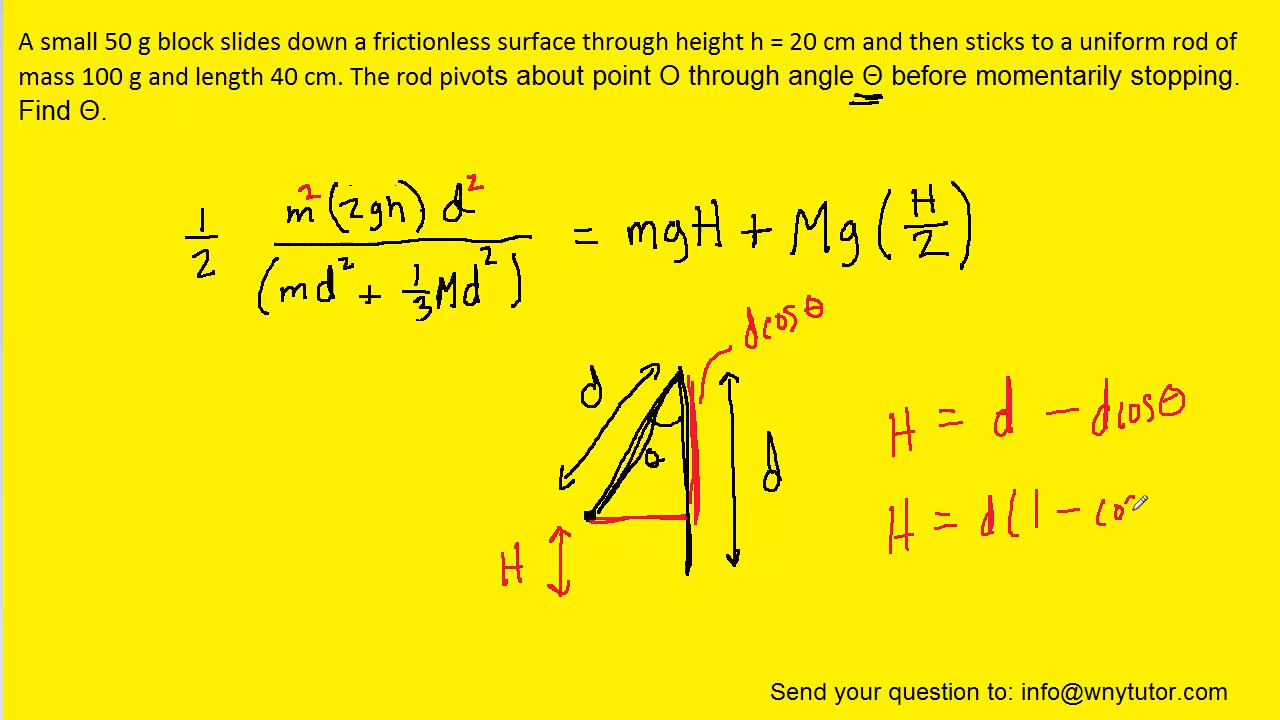 A small 50 g block slides down a frictionless surface through height h = 20 cm and then sticks to a uniform rod of
mass 100 g and length 40 cm. The rod pivots about point O through angle Θ before momentarily stopping.
Find Θ.
1/2 m²(2gh) d² / (md² + 1/3 Md²) = mgH + Mg(H/2)
dcosθ
d
θ
d
H
H = d - dcosθ
H = d(1 - cos
Send your question to: info@wnytutor.com